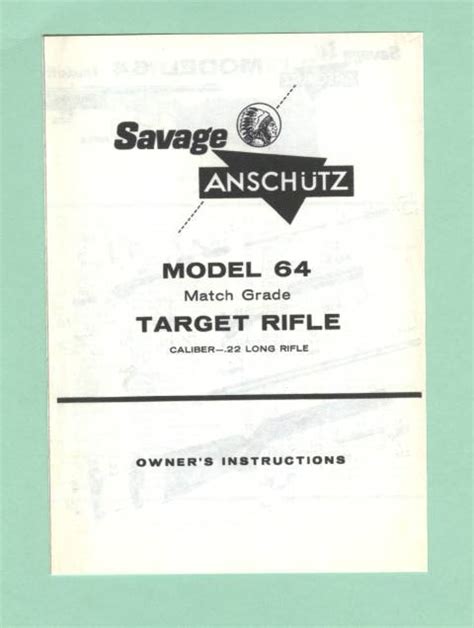 Savage
ANSCHÜTZ
MODEL 64
Match Grade
TARGET RIFLE
CALIBER—.22 LONG RIFLE
OWNER'S INSTRUCTIONS